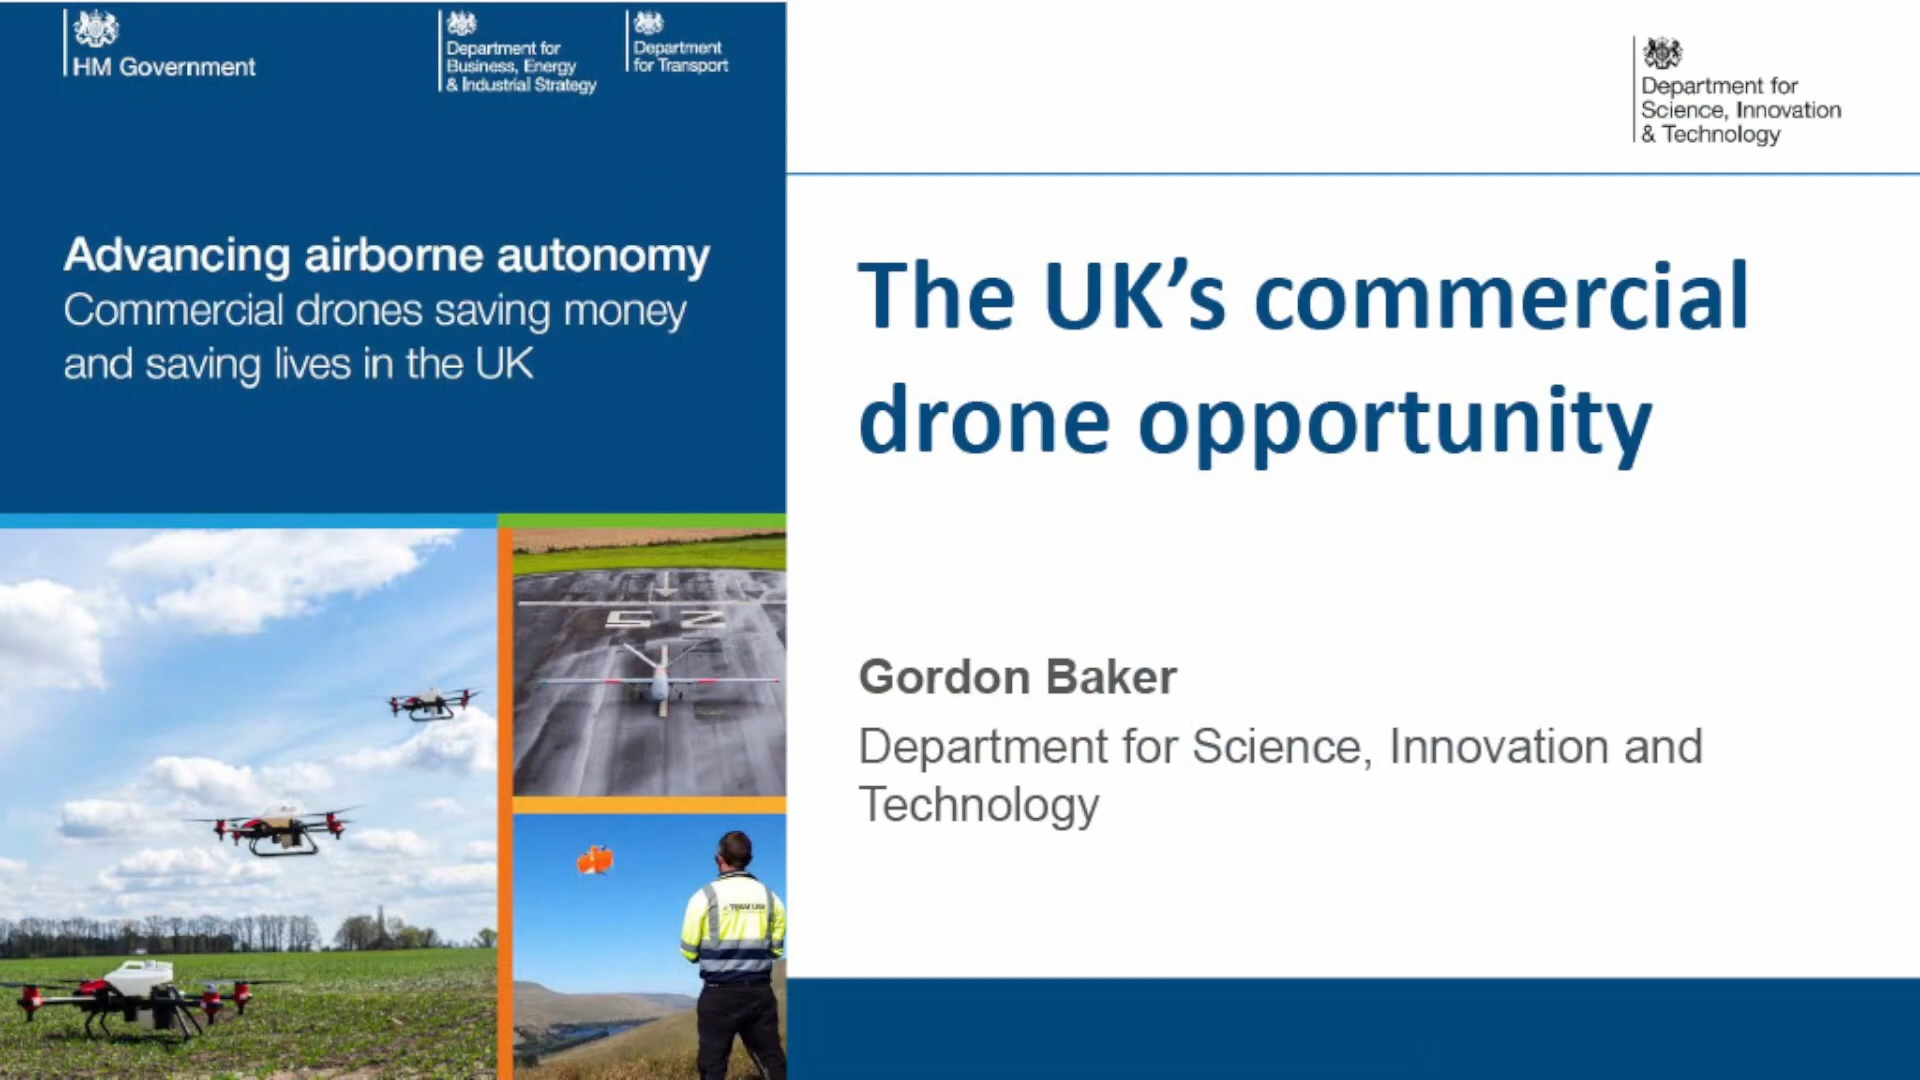 HM Government
Department for
Business, Energy
& Industrial Strategy
Department
for Transport
Advancing airborne autonomy
Commercial drones saving money
and saving lives in the UK
Department for
Science, Innovation
& Technology
The UK’s commercial
drone opportunity
Gordon Baker
Department for Science, Innovation and
Technology